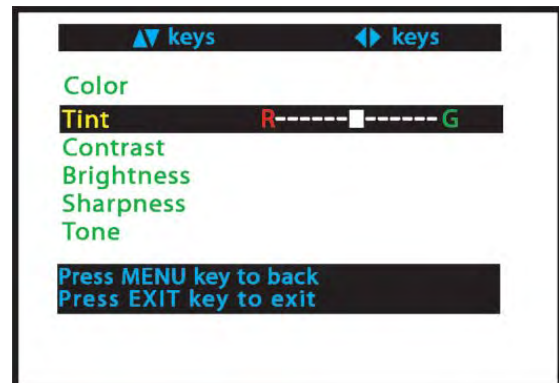 ▲▼ keys ◀▶ keys
Color
Tint R------■------G
Contrast
Brightness
Sharpness
Tone
Press MENU key to back
Press EXIT key to exit